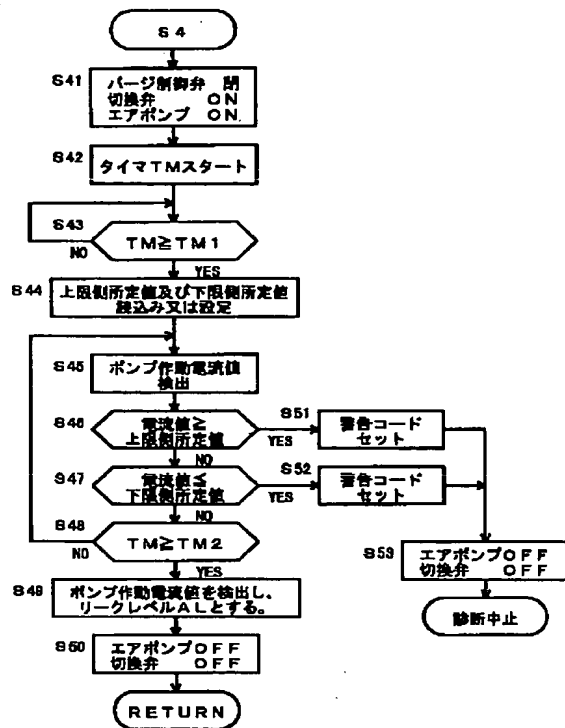 S4
S41
パージ制御弁 閉
切換弁 ON
エアポンプ ON
S42
タイマTMスタート
S43
TM≧TM1
NO
YES
S44
上限側所定値及び下限側所定値
読込み又は設定
S45
ポンプ作動電流値
検出
S46
電流値≧
上限側所定値
YES
NO
S51
警告コード
セット
S47
電流値≦
下限側所定値
YES
NO
S52
警告コード
セット
S48
TM≧TM2
NO
YES
S53
エアポンプOFF
切換弁 OFF
診断中止
S49
ポンプ作動電流値を検出し、
リークレベルALとする。
S50
エアポンプOFF
切換弁 OFF
RETURN